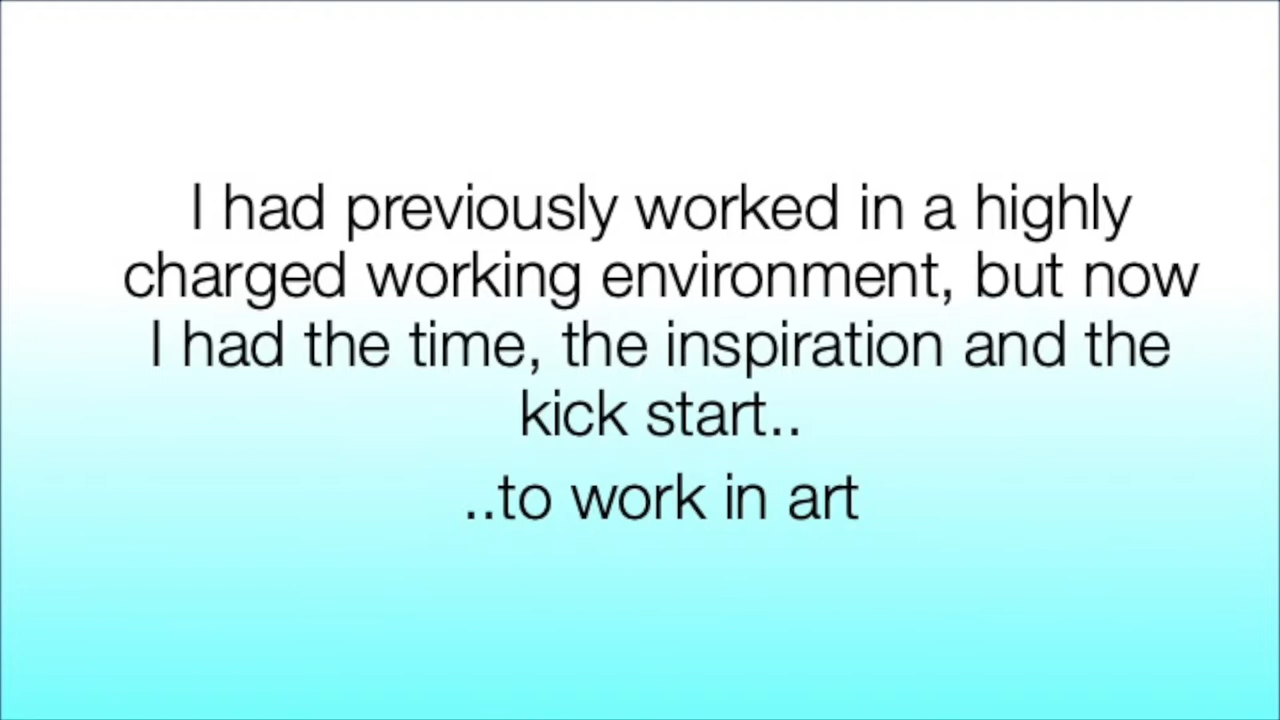 I had previously worked in a highly
charged working environment, but now
I had the time, the inspiration and the
kick start..
..to work in art